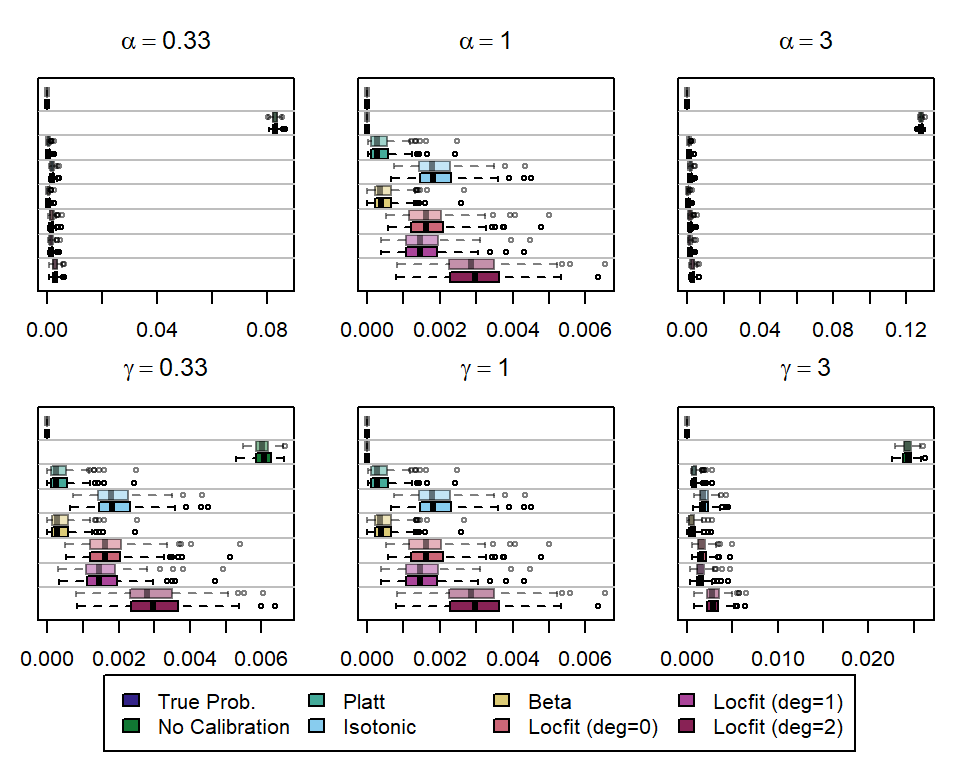 α = 0.33 α = 1 α = 3
0.00 0.04 0.08 0.000 0.002 0.004 0.006 0.00 0.04 0.08 0.12
γ = 0.33 γ = 1 γ = 3
0.000 0.002 0.004 0.006 0.000 0.002 0.004 0.006 0.000 0.010 0.020
True Prob. Platt Beta Locfit (deg=1)
No Calibration Isotonic Locfit (deg=0) Locfit (deg=2)